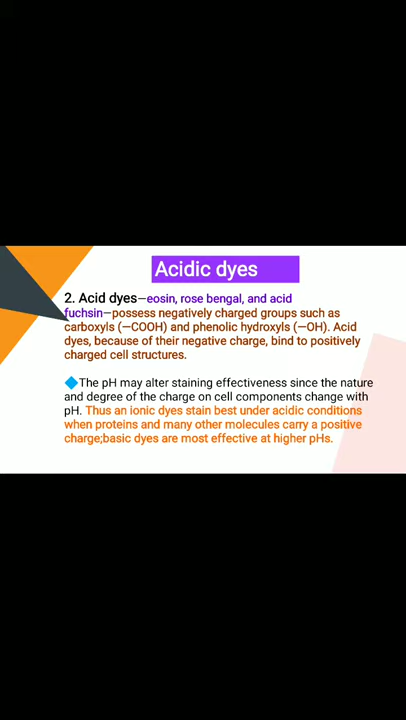 Acidic dyes
2. Acid dyes—eosin, rose bengal, and acid
fuchsin—possess negatively charged groups such as
carboxyls (—COOH) and phenolic hydroxyls (—OH). Acid
dyes, because of their negative charge, bind to positively
charged cell structures.
🔷The pH may alter staining effectiveness since the nature
and degree of the charge on cell components change with
pH. Thus an ionic dyes stain best under acidic conditions
when proteins and many other molecules carry a positive
charge;basic dyes are most effective at higher pHs.